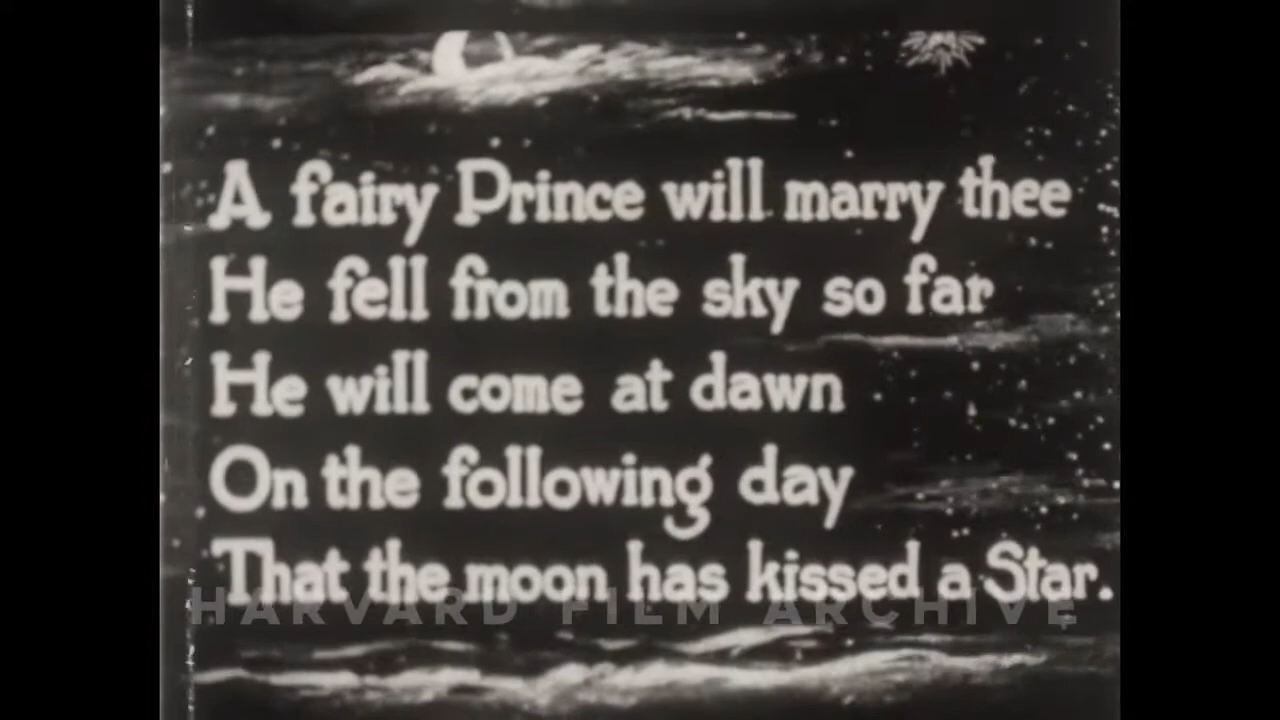 A fairy Prince will marry thee
He fell from the sky so far
He will come at dawn
On the following day
That the moon has kissed a Star.
HARVARD FILM ARCHIVE